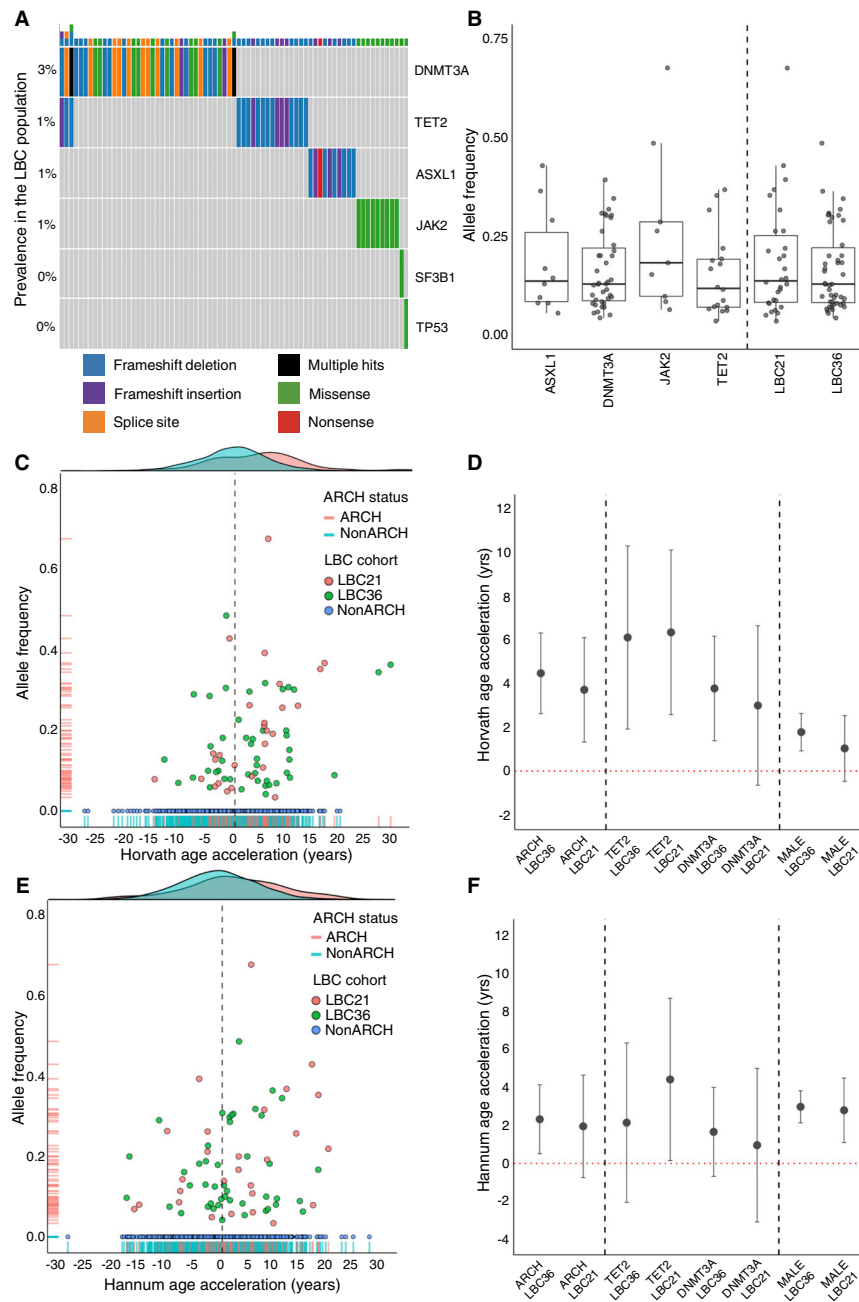 A
Prevalence in the LBC population
3%
DNMT3A
1%
TET2
1%
ASXL1
1%
JAK2
0%
SF3B1
0%
TP53
Frameshift deletion
Multiple hits
Frameshift insertion
Missense
Splice site
Nonsense
B
Allele frequency
0.75
0.50
0.25
0.00
ASXL1
DNMT3A
JAK2
TET2
LBC21
LBC36
C
Allele frequency
0.8
0.6
0.4
0.2
0.0
ARCH status
ARCH
NonARCH
LBC cohort
LBC21
LBC36
NonARCH
-30 -25 -20 -15 -10 -5 0 5 10 15 20 25 30
Horvath age acceleration (years)
D
Horvath age acceleration (yrs)
12
10
8
6
4
2
0
-2
ARCH LBC36
ARCH LBC21
TET2 LBC36
TET2 LBC21
DNMT3A LBC36
DNMT3A LBC21
MALE LBC36
MALE LBC21
E
Allele frequency
0.8
0.6
0.4
0.2
0.0
ARCH status
ARCH
NonARCH
LBC cohort
LBC21
LBC36
NonARCH
-30 -25 -20 -15 -10 -5 0 5 10 15 20 25 30
Hannum age acceleration (years)
F
Hannum age acceleration (yrs)
12
10
8
6
4
2
0
-2
-4
ARCH LBC36
ARCH LBC21
TET2 LBC36
TET2 LBC21
DNMT3A LBC36
DNMT3A LBC21
MALE LBC36
MALE LBC21